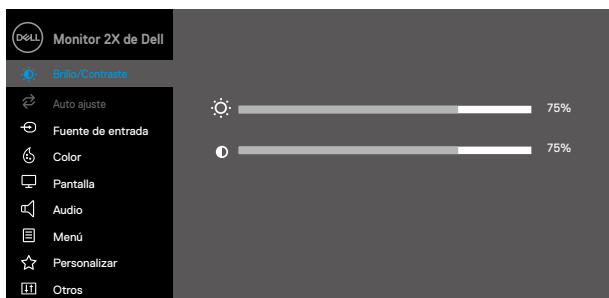 DELL Monitor 2X de Dell
Brillo/Contraste
Auto ajuste
75%
Fuente de entrada
Color
75%
Pantalla
Audio
Menú
Personalizar
Otros